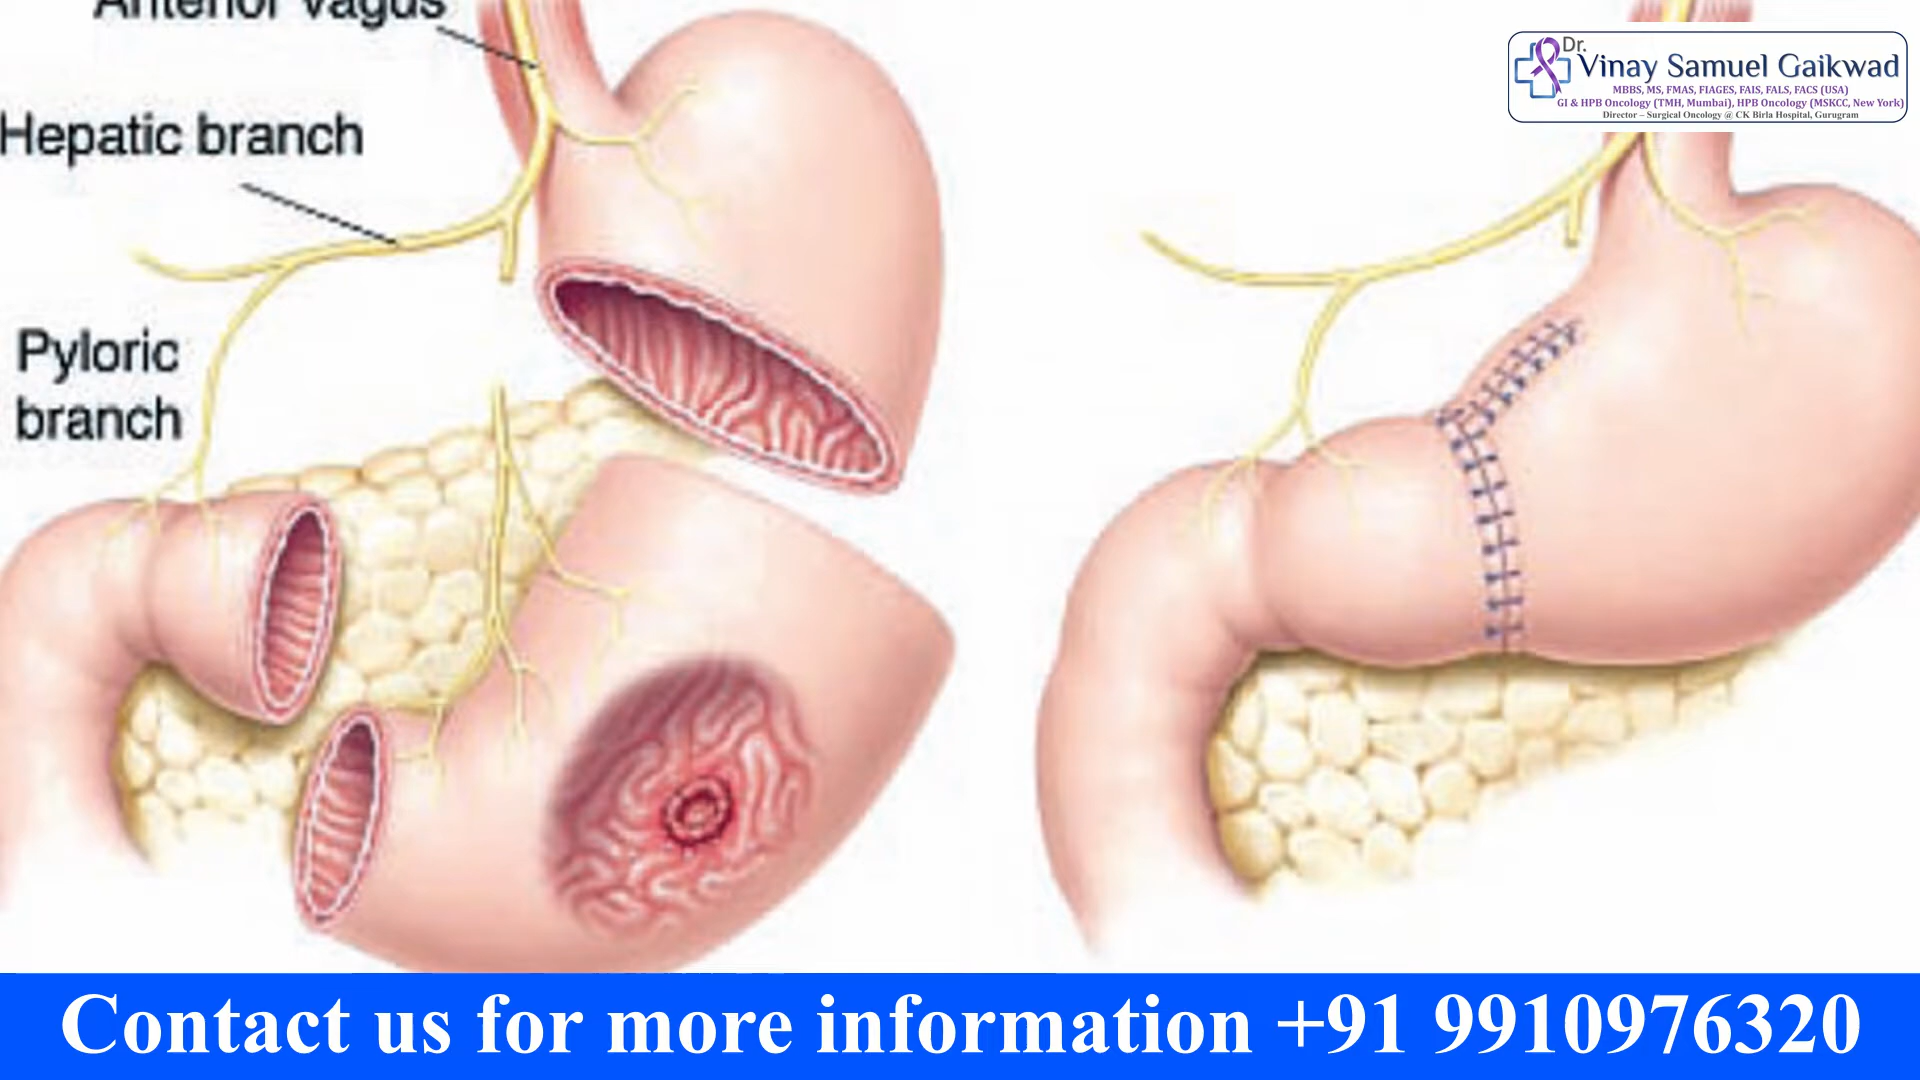 Anterior vagus
Hepatic branch
Pyloric
branch
Dr.
Vinay Samuel Gaikwad
MBBS, MS, FMAS, FIAGES, FAIS, FALS, FACS (USA)
GI & HPB Oncology (TMH, Mumbai), HPB Oncology (MSKCC, New York)
Director – Surgical Oncology @ CK Birla Hospital, Gurugram
Contact us for more information +91 9910976320